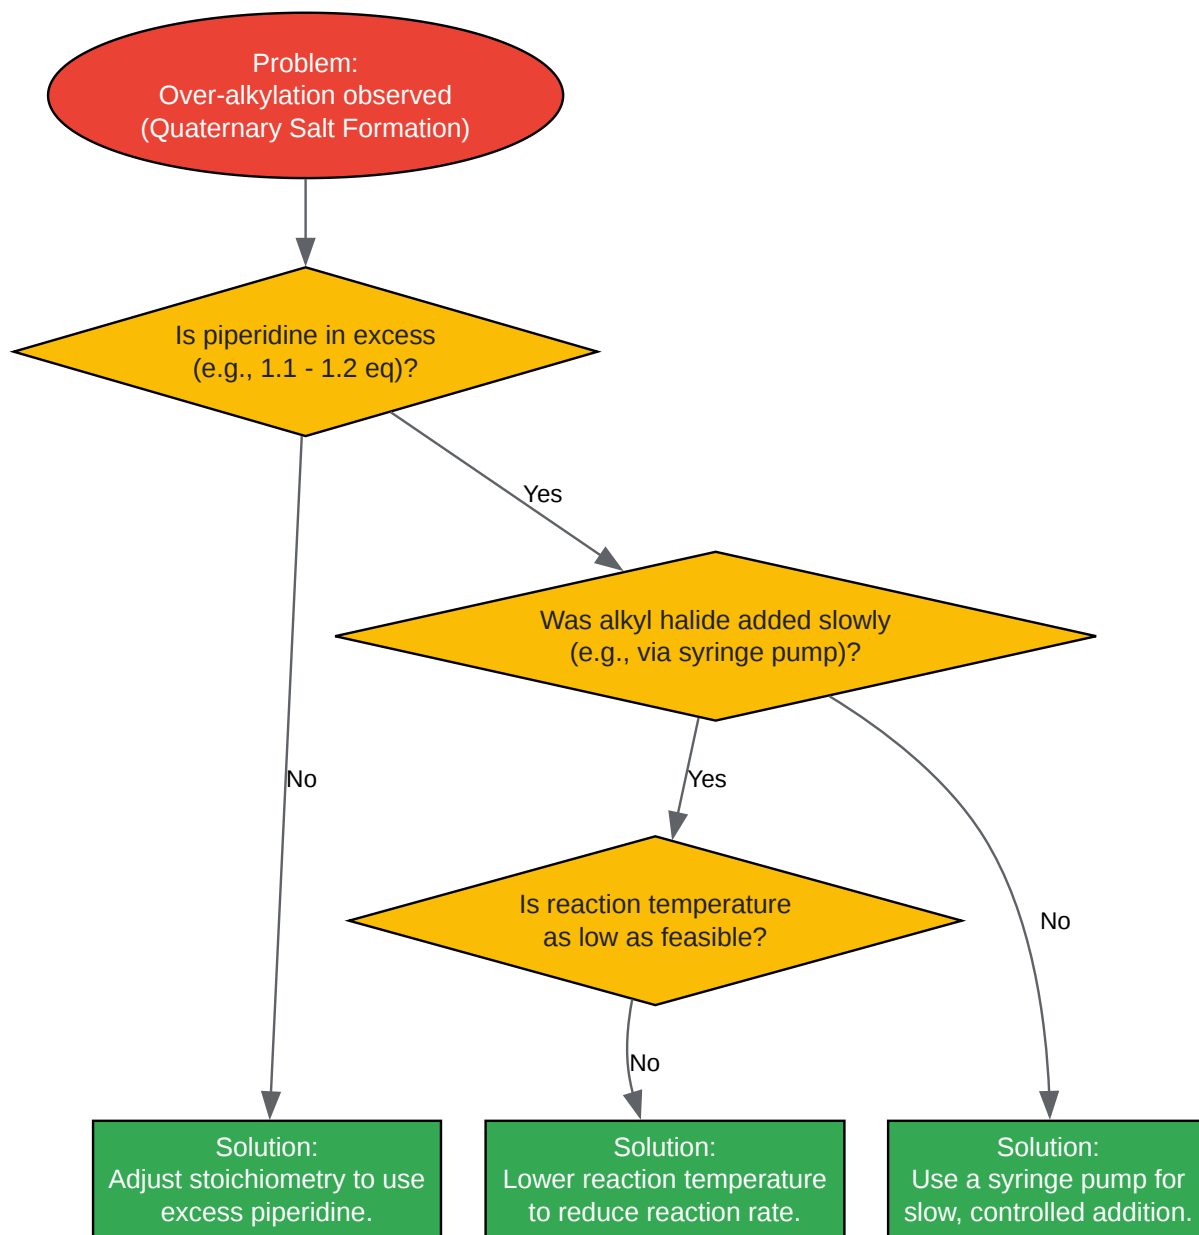 Problem:
Over-alkylation observed
(Quaternary Salt Formation)
Is piperidine in excess
(e.g., 1.1 - 1.2 eq)?
Yes
Was alkyl halide added slowly
(e.g., via syringe pump)?
No
Yes
Is reaction temperature
as low as feasible?
No
No
Solution:
Adjust stoichiometry to use
excess piperidine.
Solution:
Lower reaction temperature
to reduce reaction rate.
Solution:
Use a syringe pump for
slow, controlled addition.